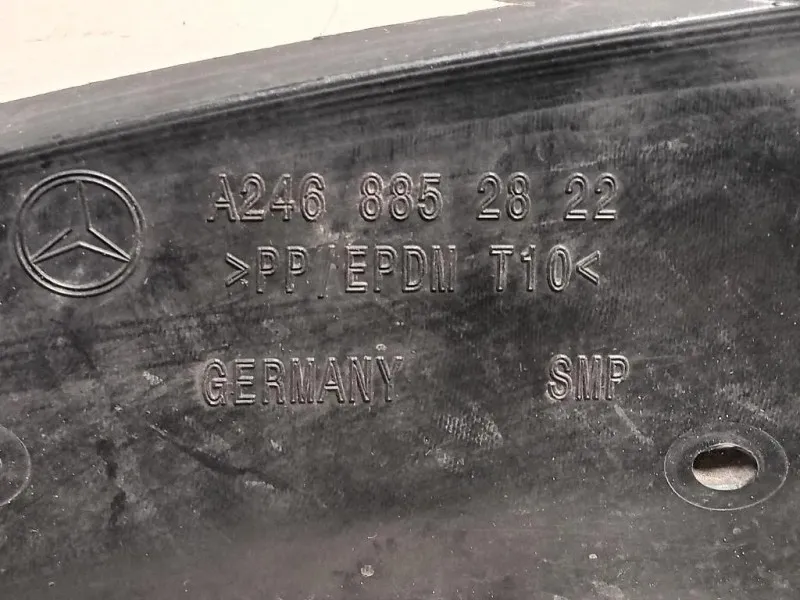 A246 885 28 22
>PP/EPDM T10<
GERMANY SMP